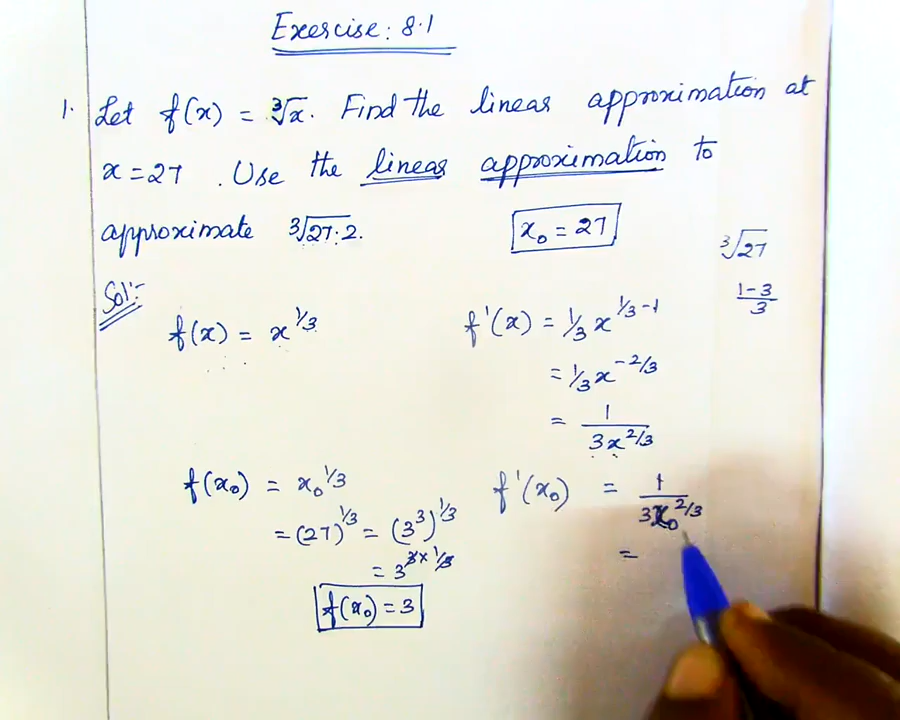 Exercise: 8.1
1. Let f(x) = ∛x. Find the linear approximation at
x = 27. Use the linear approximation to
approximate ∛27.2.
x₀ = 27
∛27
(1-3)/3
Sol:-
f(x) = x^(1/3)
f'(x) = 1/3 x^(1/3-1)
= 1/3 x^(-2/3)
= 1/(3x^(2/3))
f(x₀) = x₀^(1/3)
= (27)^(1/3) = (3³)^(1/3)
= 3^(3×1/3)
f(x₀) = 3
f'(x₀) = 1/(3x₀^(2/3))
=